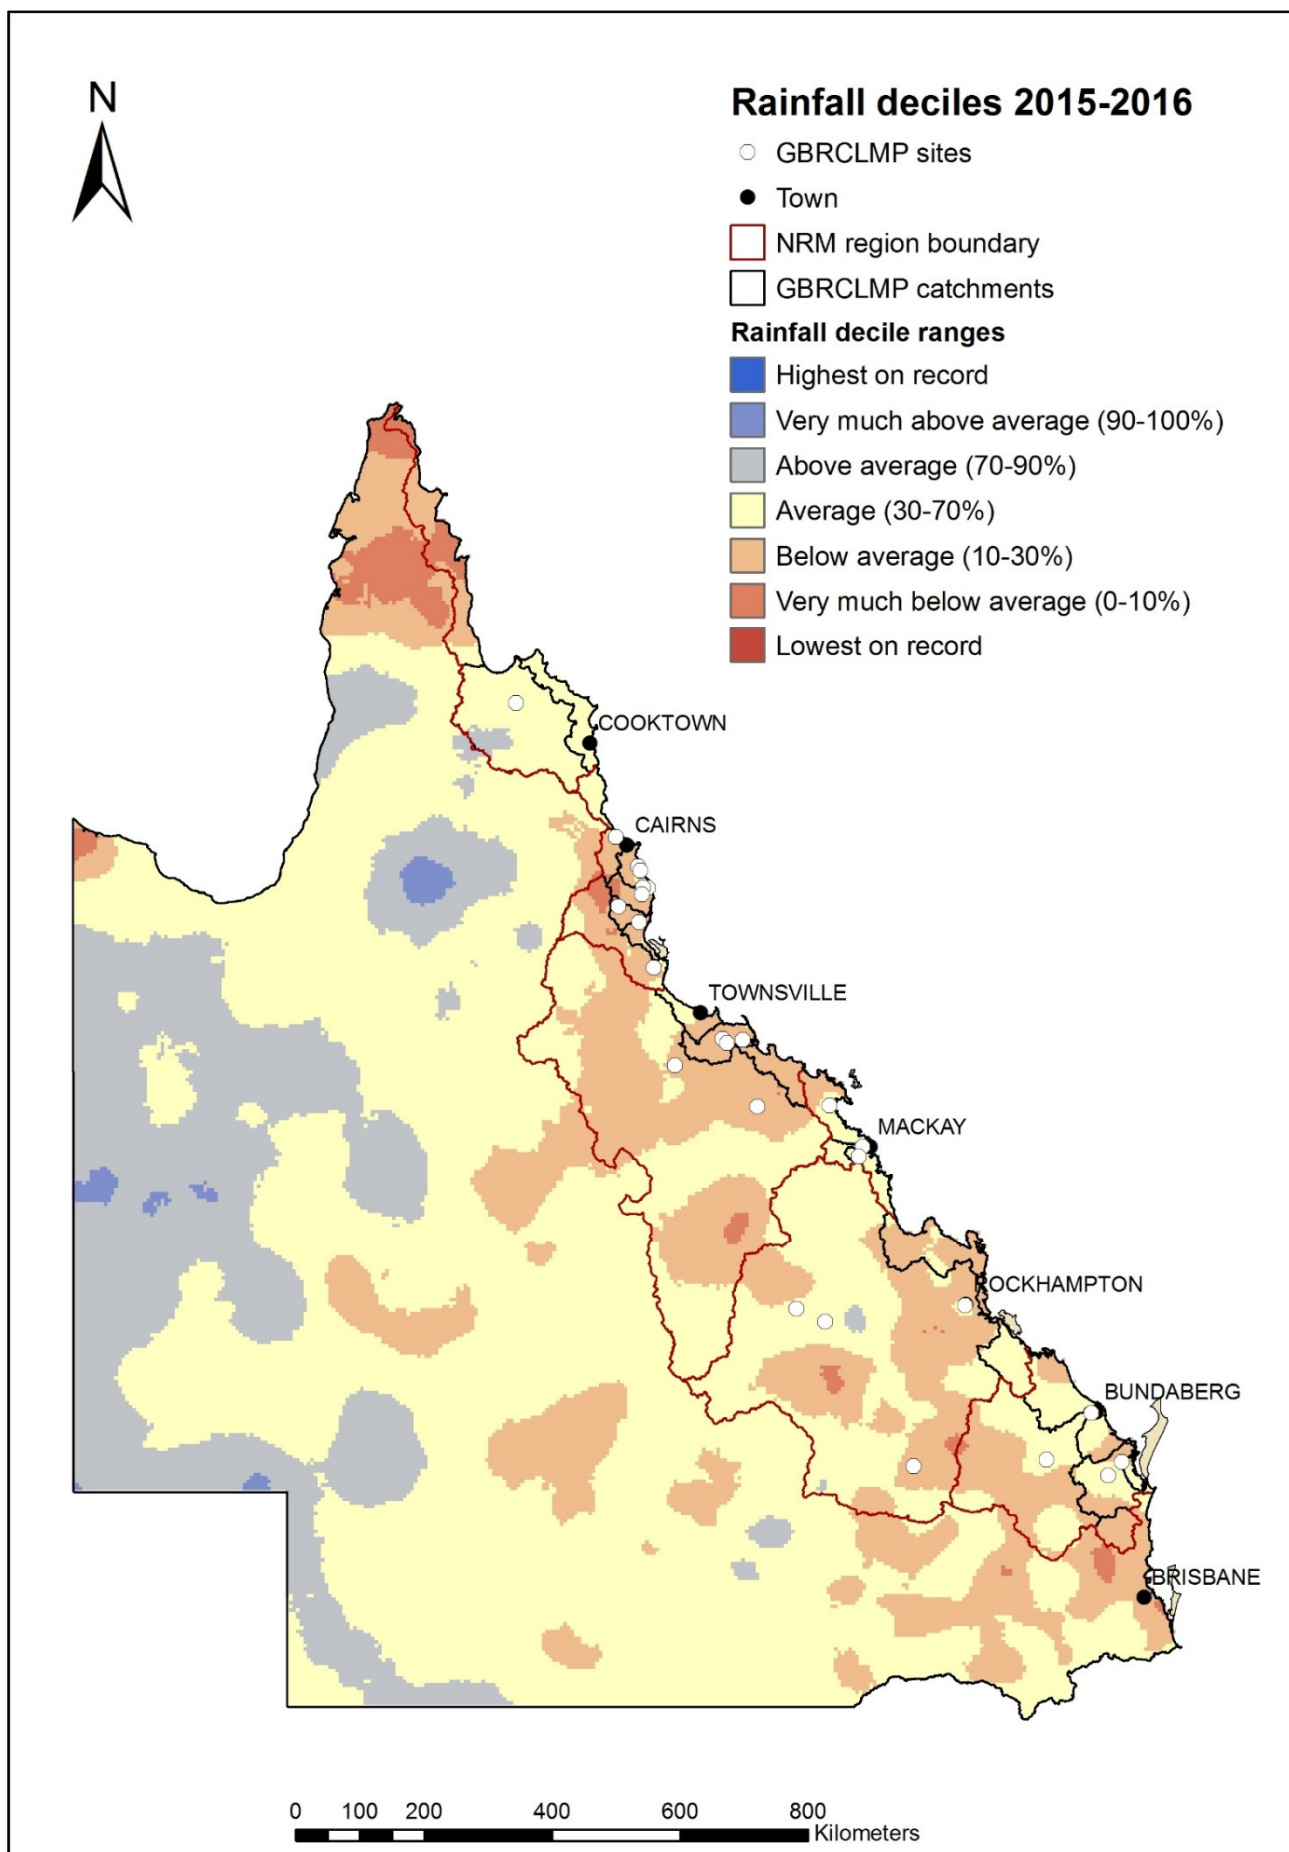 N
Rainfall deciles 2015-2016
GBRCLMP sites
Town
NRM region boundary
GBRCLMP catchments
Rainfall decile ranges
Highest on record
Very much above average (90-100%)
Above average (70-90%)
Average (30-70%)
Below average (10-30%)
Very much below average (0-10%)
Lowest on record
COOKTOWN
CAIRNS
TOWNSVILLE
MACKAY
ROCKHAMPTON
BUNDABERG
BRISBANE
0 100 200 400 600 800
Kilometers